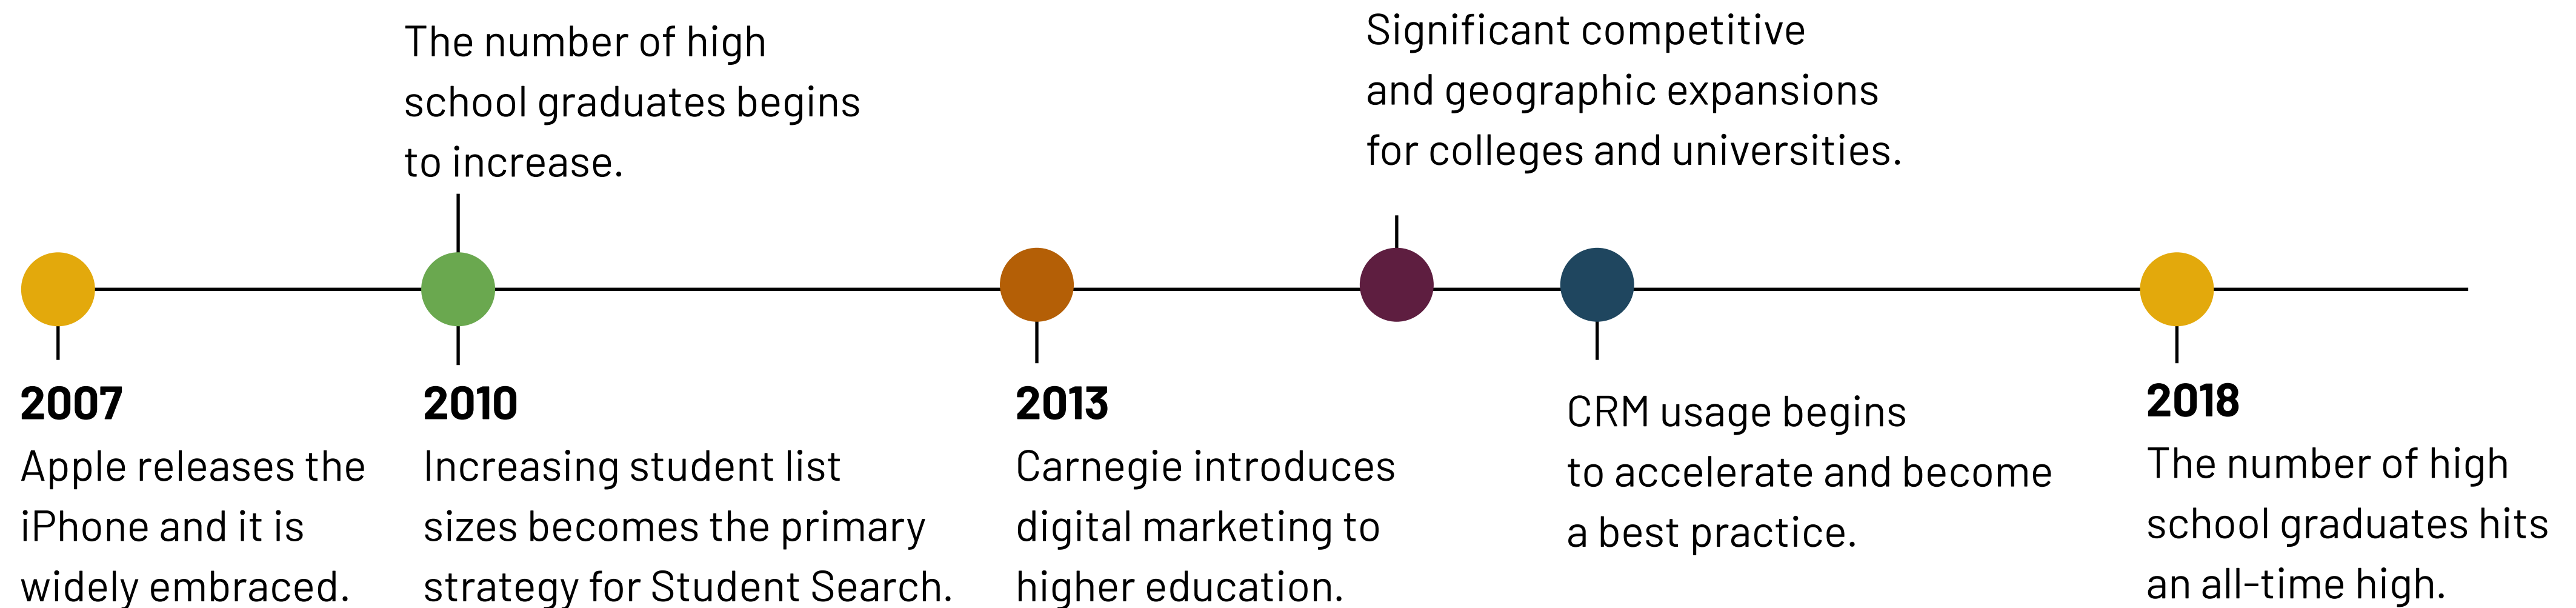 The number of high
school graduates begins
to increase.
Significant competitive
and geographic expansions
for colleges and universities.
2007
Apple releases the
iPhone and it is
widely embraced.
2010
Increasing student list
sizes becomes the primary
strategy for Student Search.
2013
Carnegie introduces
digital marketing to
higher education.
CRM usage begins
to accelerate and become
a best practice.
2018
The number of high
school graduates hits
an all-time high.